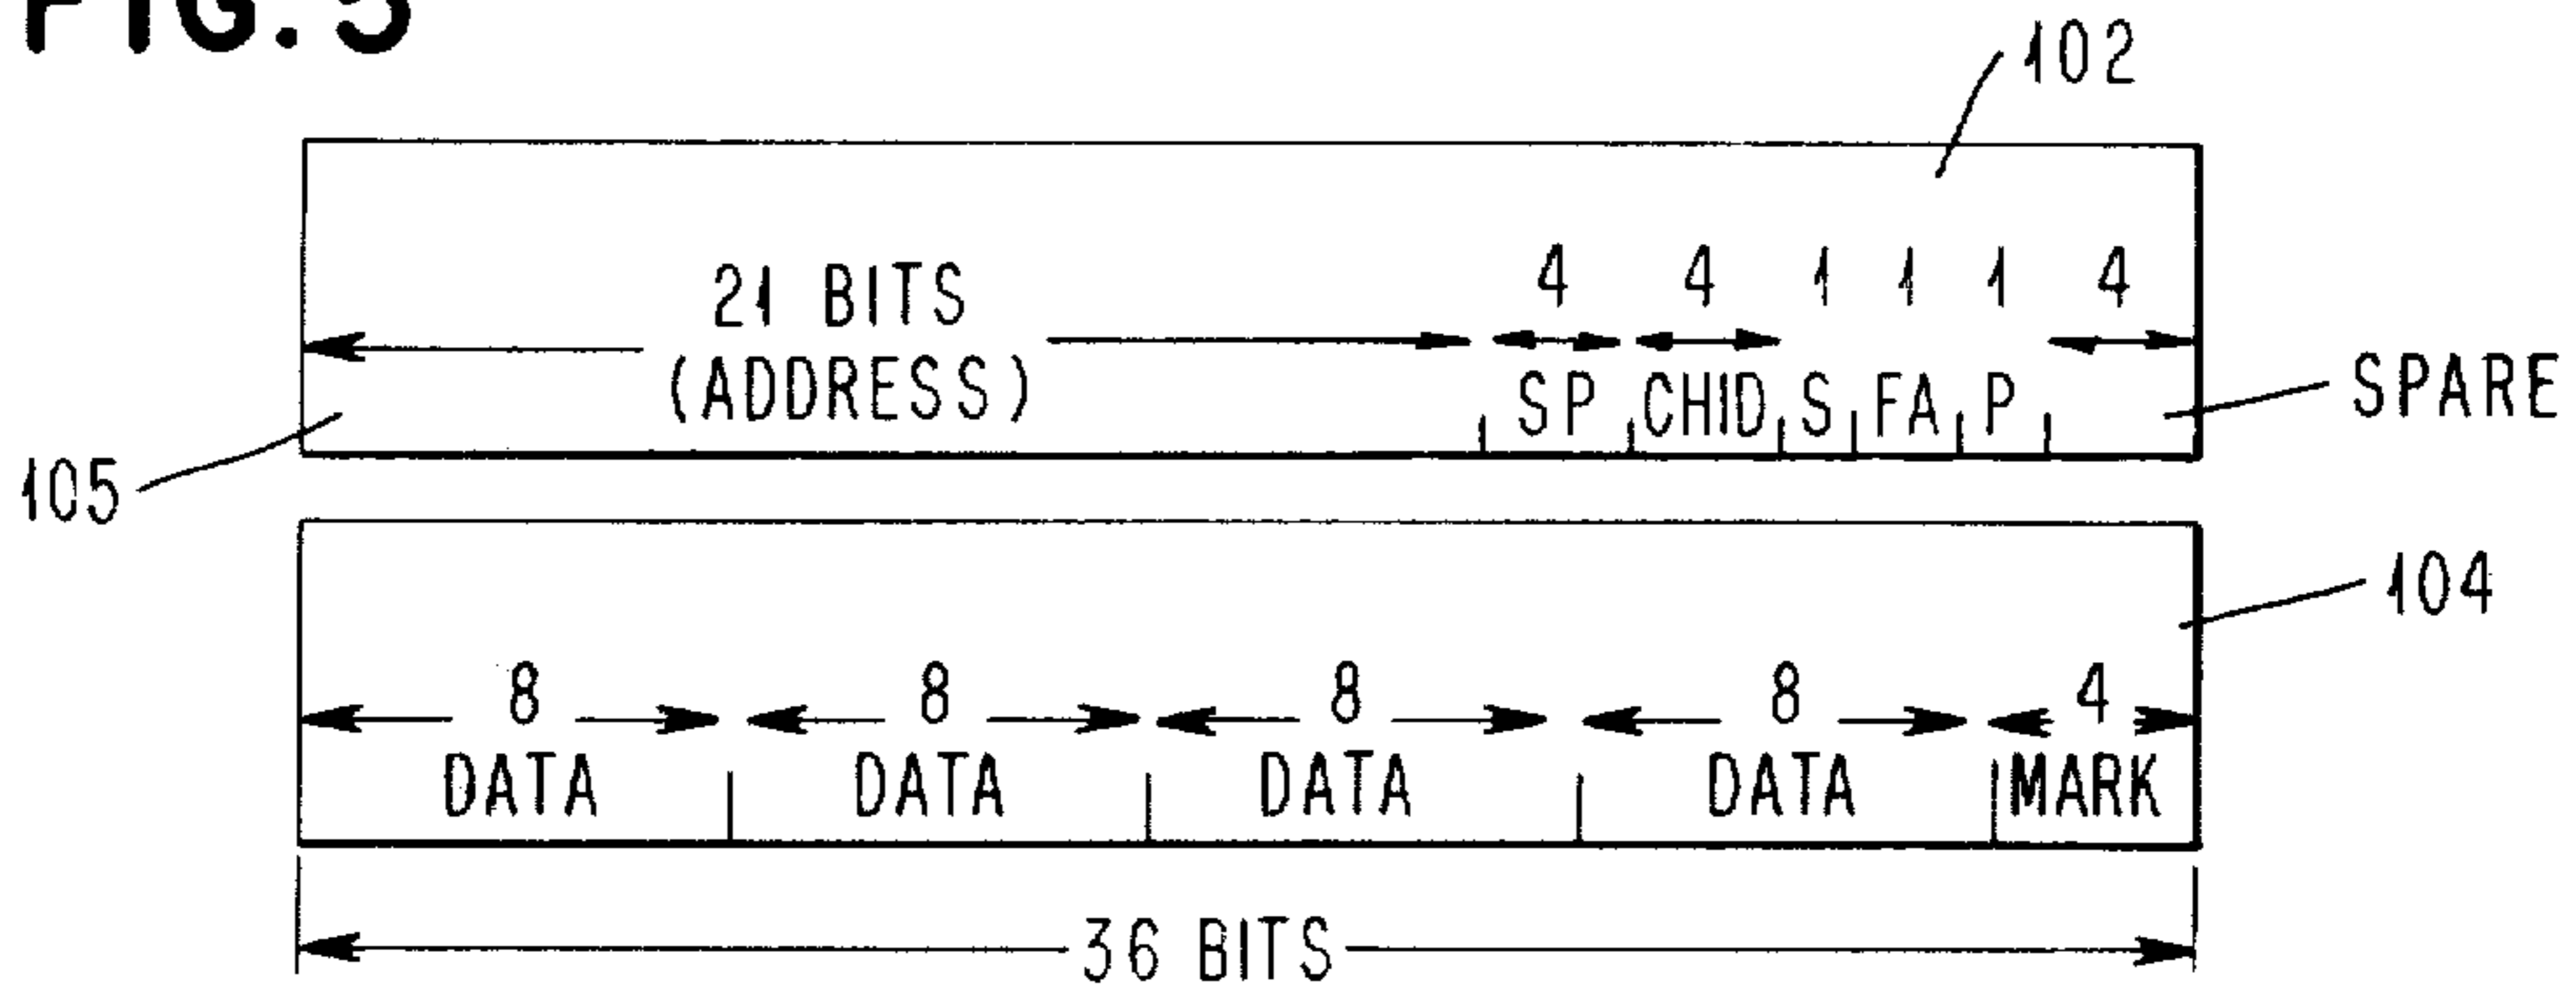 FIG. 5
102
21 BITS 4 4 1 1 1 4
(ADDRESS) SP CHID S FA P SPARE
105
104
8 8 8 8 4
DATA DATA DATA DATA MARK
36 BITS